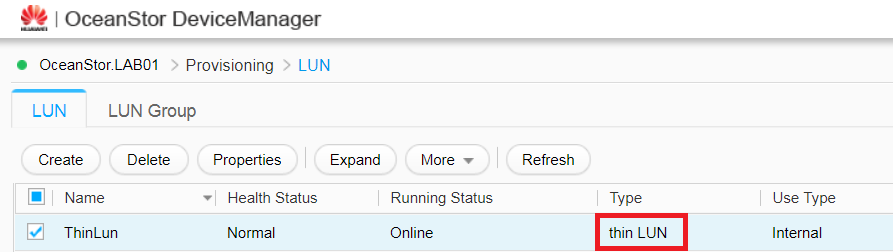 HUAWEI | OceanStor DeviceManager
OceanStor.LAB01 > Provisioning > LUN
LUN LUN Group
Create Delete Properties Expand More Refresh
Name Health Status Running Status Type Use Type
ThinLun Normal Online thin LUN Internal